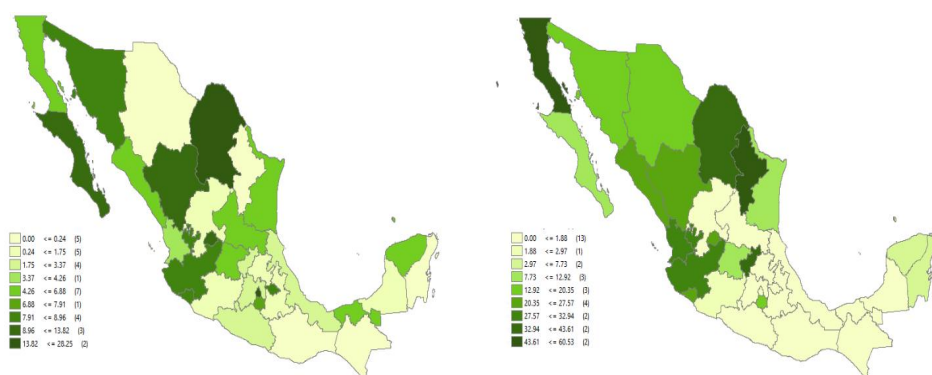 0.00 <= 0.24 (5)
0.24 <= 1.75 (5)
1.75 <= 3.37 (4)
3.37 <= 4.26 (1)
4.26 <= 6.88 (7)
6.88 <= 7.91 (1)
7.91 <= 8.96 (4)
8.96 <= 13.82 (3)
13.82 <= 28.25 (2)
0.00 <= 1.88 (13)
1.88 <= 2.97 (1)
2.97 <= 7.73 (2)
7.73 <= 12.92 (3)
12.92 <= 20.35 (3)
20.35 <= 27.57 (4)
27.57 <= 32.94 (2)
32.94 <= 43.61 (2)
43.61 <= 60.53 (2)